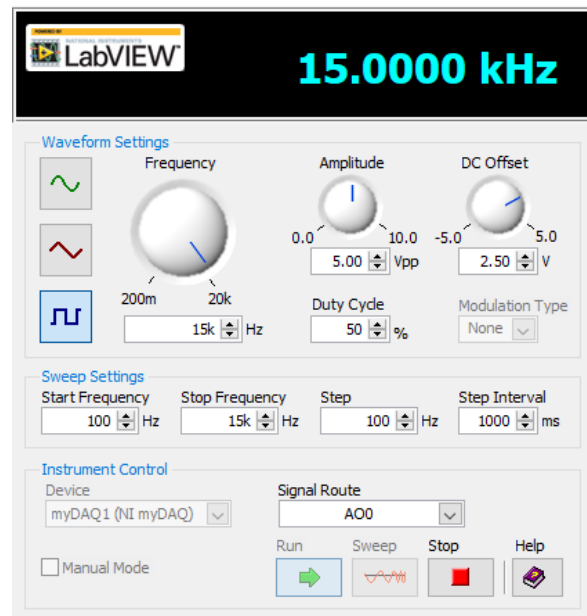 POWERED BY
NATIONAL INSTRUMENTS
LabVIEW™
15.0000 kHz
Waveform Settings
Frequency
Amplitude
DC Offset
0.0
10.0
-5.0
5.0
5.00 Vpp
2.50 V
200m
20k
15k Hz
Duty Cycle
50 %
Modulation Type
None
Sweep Settings
Start Frequency
Stop Frequency
Step
Step Interval
100 Hz
15k Hz
100 Hz
1000 ms
Instrument Control
Device
Signal Route
myDAQ1 (NI myDAQ)
AO0
Run
Sweep
Stop
Help
Manual Mode